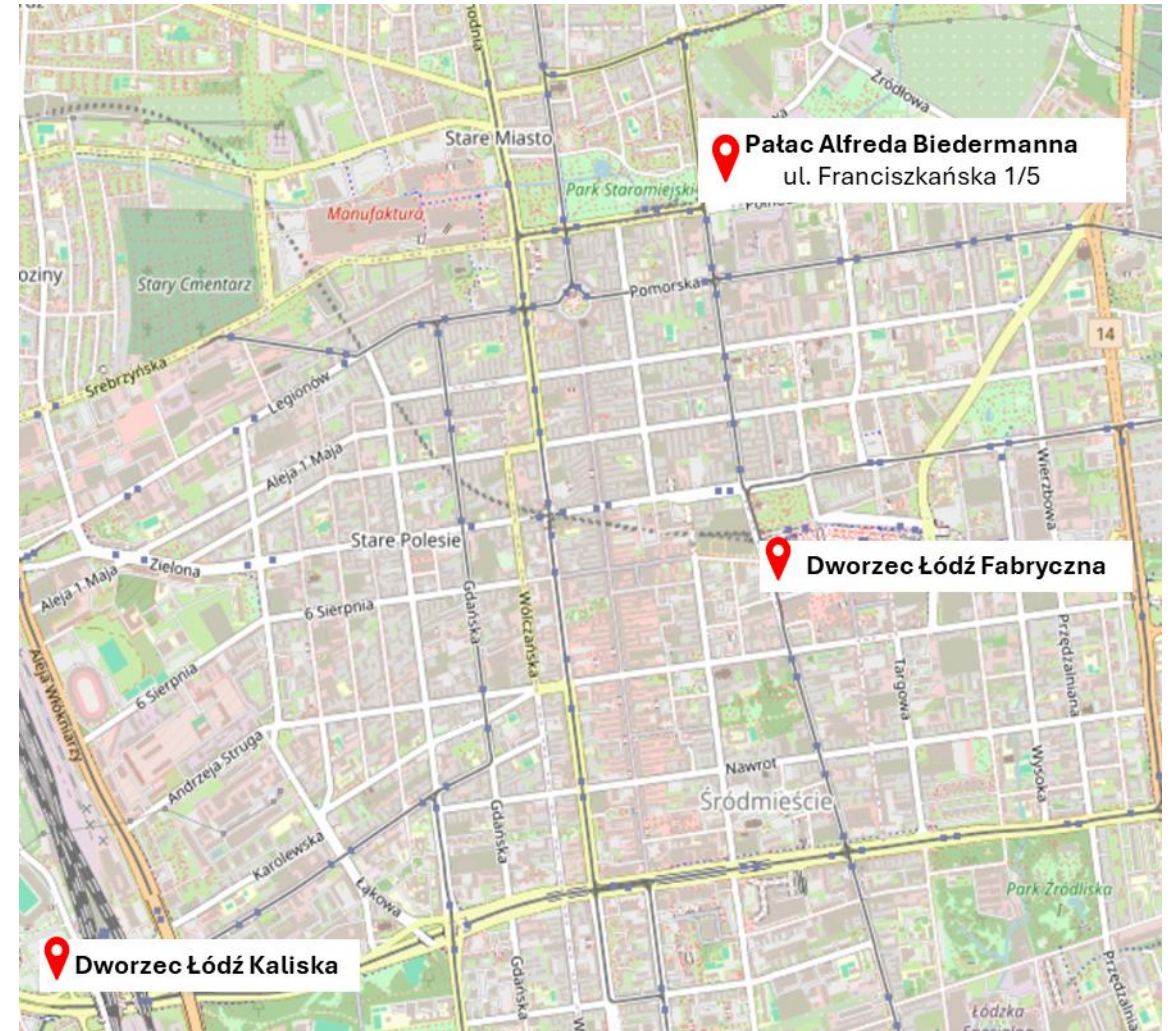 Źródłowa
Stare Miasto
Pałac Alfreda Biedermanna
ul. Franciszkańska 1/5
Park Staromiejski
Manufaktura
Stary Cmentarz
Pomorska
14
Srebrzyńska
Legionów
Aleja 1 Maja
Wierzbowa
Stare Polesie
Zielona
Aleja 1 Maja
Dworzec Łódź Fabryczna
6 Sierpnia
Gdańska
Wólczańska
Przędzalniana
Targowa
6 Sierpnia
Aleja Włókniarzy
Andrzeja Struga
Nawrot
Wysoka
Śródmieście
Gdańska
Karolewska
Łąkowa
Park Źródliska
I
Dworzec Łódź Kaliska
Gdańska
Łódzka